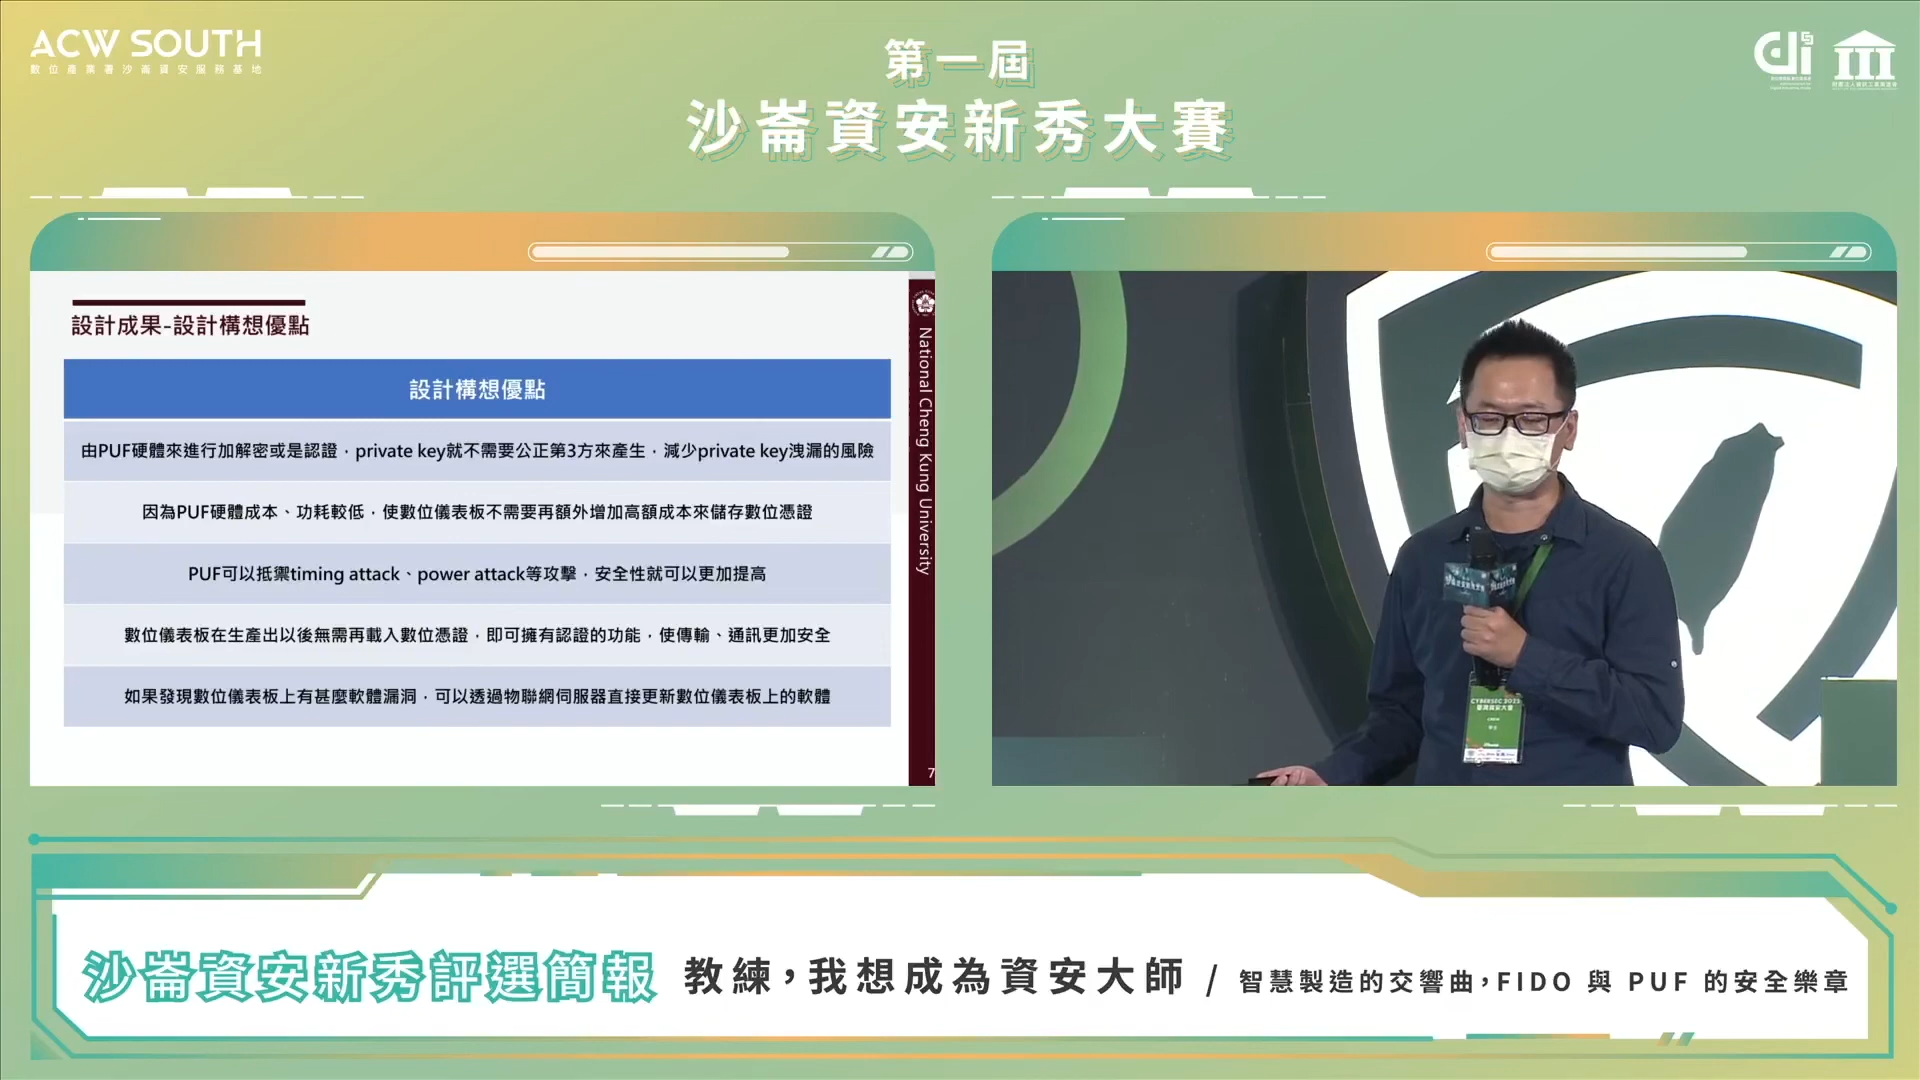 ACW SOUTH
數位產業署沙崙資安服務基地
第一屆
沙崙資安新秀大賽
設計成果-設計構想優點
設計構想優點
由PUF硬體來進行加解密或是認證，private key就不需要公正第3方來產生，減少private key洩漏的風險
因為PUF硬體成本、功耗較低，使數位儀表板不需要再額外增加高額成本來儲存數位憑證
PUF可以抵禦timing attack、power attack等攻擊，安全性就可以更加提高
數位儀表板在生產出以後無需再載入數位憑證，即可擁有認證的功能，使傳輸、通訊更加安全
如果發現數位儀表板上有甚麼軟體漏洞，可以透過物聯網伺服器直接更新數位儀表板上的軟體
National Cheng Kung University
7
CYBERSEC 2023
臺灣資安大會
沙崙資安新秀評選簡報
教練，我想成為資安大師 / 智慧製造的交響曲，FIDO 與 PUF 的安全樂章